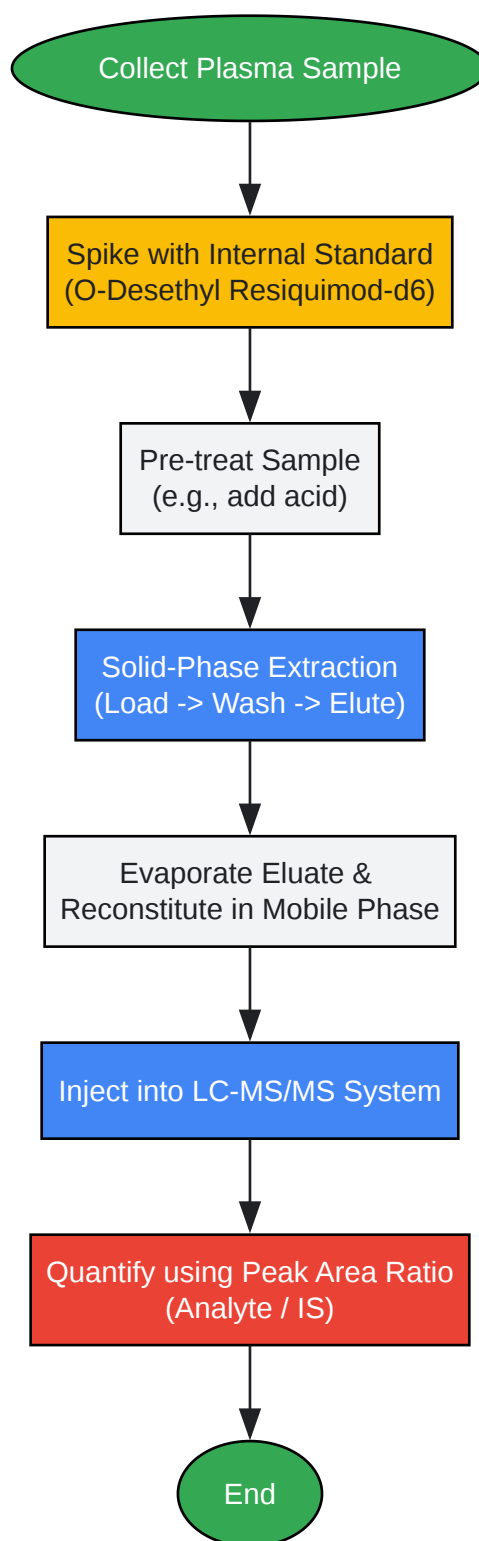 Collect Plasma Sample
Spike with Internal Standard
(O-Desethyl Resiquimod-d6)
Pre-treat Sample
(e.g., add acid)
Solid-Phase Extraction
(Load -> Wash -> Elute)
Evaporate Eluate &
Reconstitute in Mobile Phase
Inject into LC-MS/MS System
Quantify using Peak Area Ratio
(Analyte / IS)
End